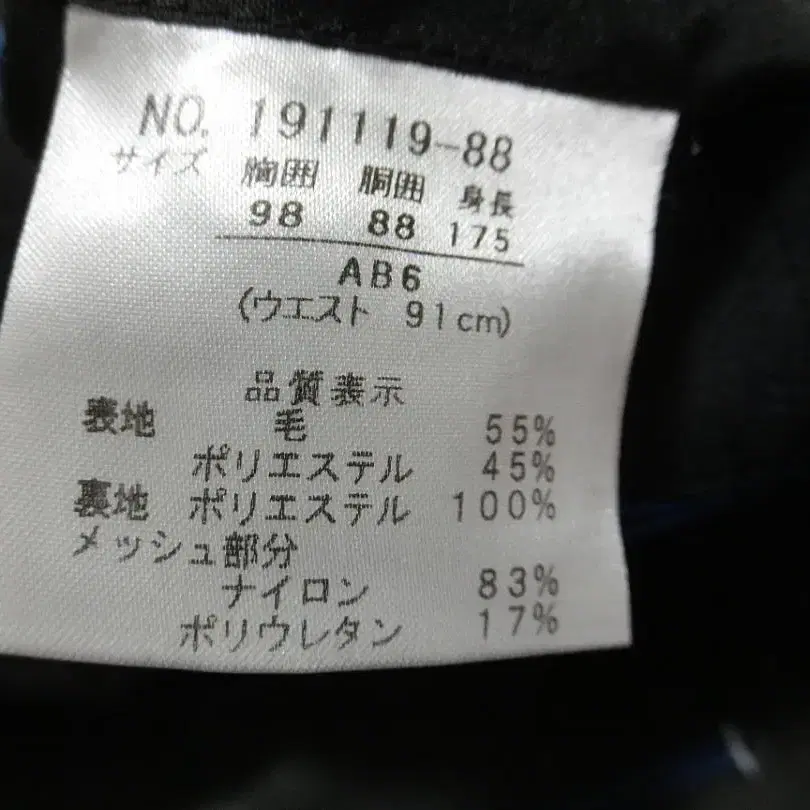 NO. 191119-88
サイズ 胸囲 胴囲 身長
98 88 175
AB6
(ウエスト 91cm)
品質表示
表地 毛 55%
ポリエステル 45%
裏地 ポリエステル 100%
メッシュ部分
ナイロン 83%
ポリウレタン 17%